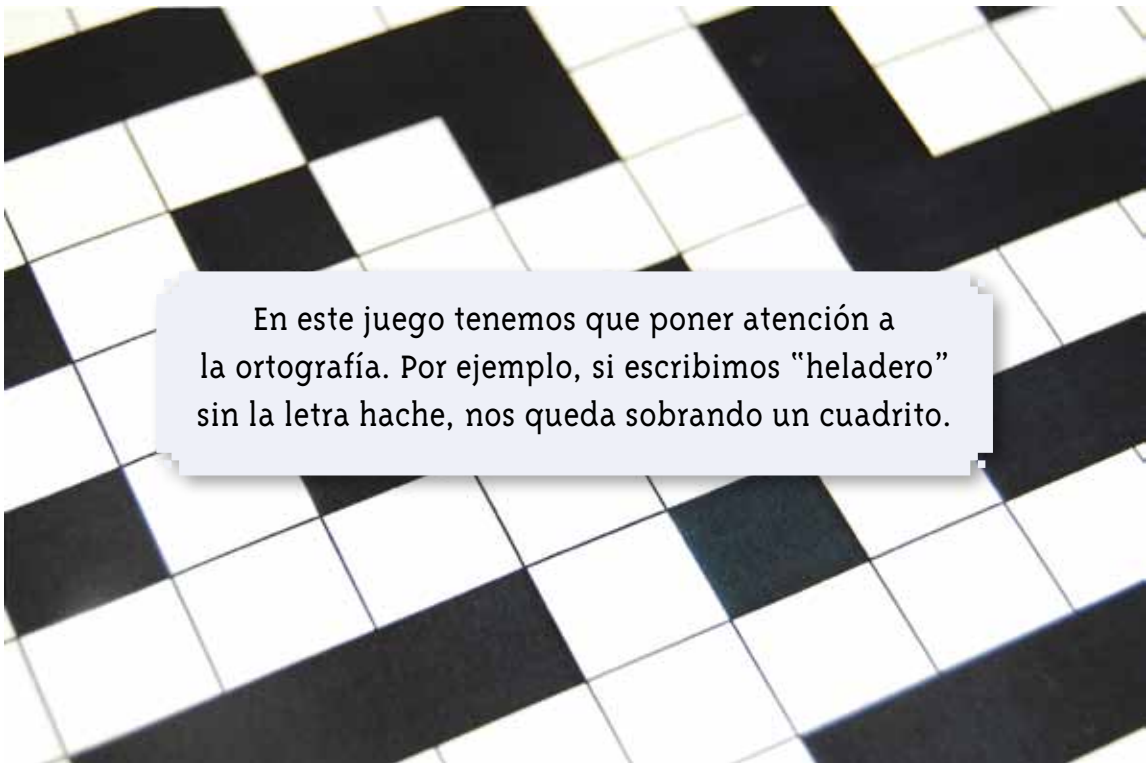 En este juego tenemos que poner atención a
la ortografía. Por ejemplo, si escribimos “heladero”
sin la letra hache, nos queda sobrando un cuadrito.